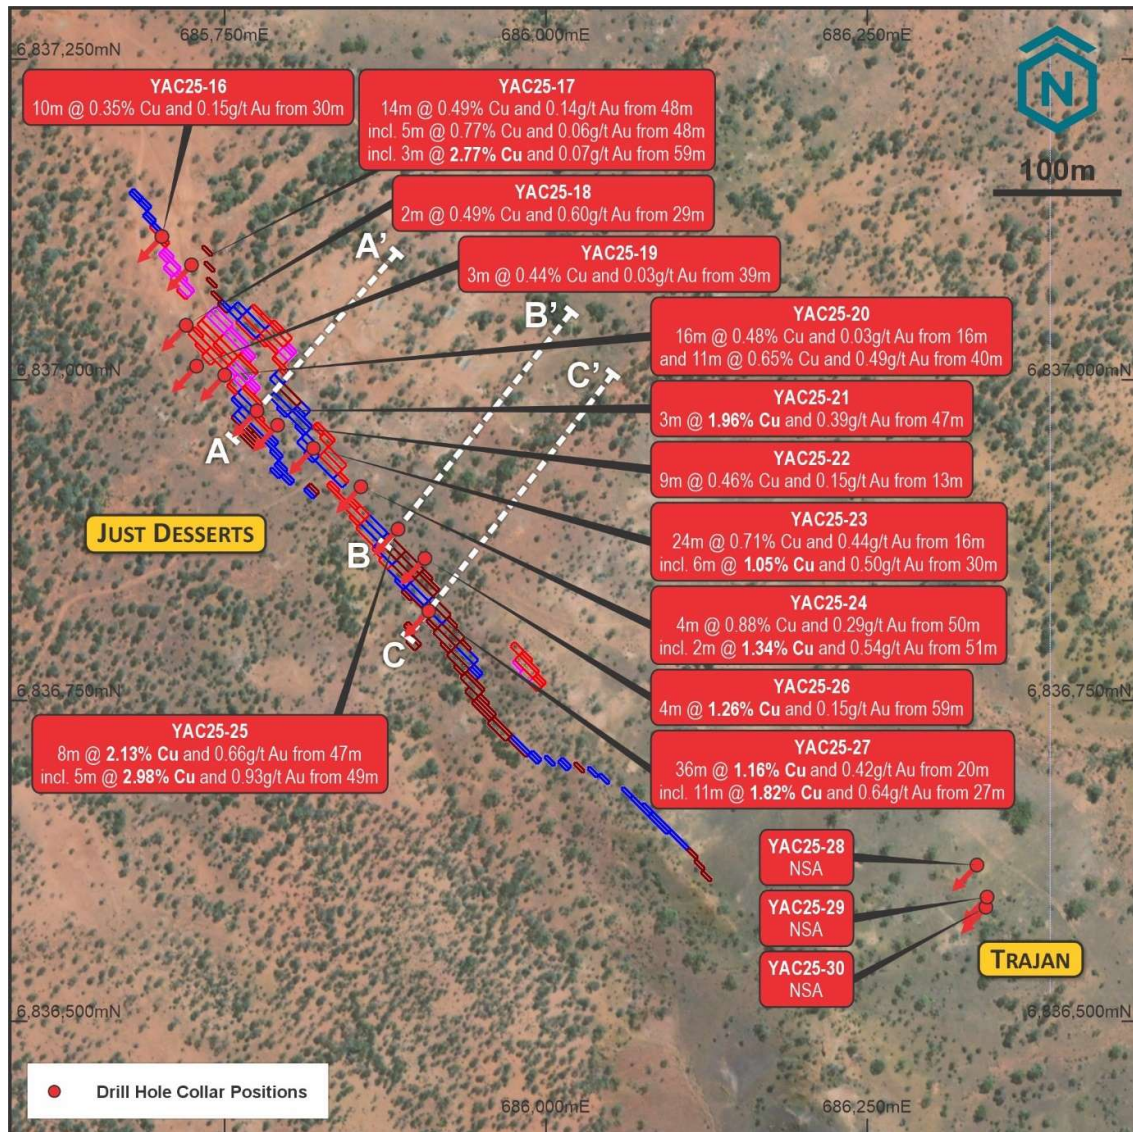 685,750mE
686,000mE
686,250mE
6,837,250mN
N
100m
YAC25-16
10m @ 0.35% Cu and 0.15g/t Au from 30m
YAC25-17
14m @ 0.49% Cu and 0.14g/t Au from 48m
incl. 5m @ 0.77% Cu and 0.06g/t Au from 48m
incl. 3m @ 2.77% Cu and 0.07g/t Au from 59m
YAC25-18
2m @ 0.49% Cu and 0.60g/t Au from 29m
YAC25-19
3m @ 0.44% Cu and 0.03g/t Au from 39m
A'
B'
C'
YAC25-20
16m @ 0.48% Cu and 0.03g/t Au from 16m
and 11m @ 0.65% Cu and 0.49g/t Au from 40m
6,837,000mN
6,837,000mN
YAC25-21
3m @ 1.96% Cu and 0.39g/t Au from 47m
A
YAC25-22
9m @ 0.46% Cu and 0.15g/t Au from 13m
JUST DESSERTS
YAC25-23
24m @ 0.71% Cu and 0.44g/t Au from 16m
incl. 6m @ 1.05% Cu and 0.50g/t Au from 30m
B
YAC25-24
4m @ 0.88% Cu and 0.29g/t Au from 50m
incl. 2m @ 1.34% Cu and 0.54g/t Au from 51m
C
YAC25-26
4m @ 1.26% Cu and 0.15g/t Au from 59m
6,836,750mN
6,836,750mN
YAC25-25
8m @ 2.13% Cu and 0.66g/t Au from 47m
incl. 5m @ 2.98% Cu and 0.93g/t Au from 49m
YAC25-27
36m @ 1.16% Cu and 0.42g/t Au from 20m
incl. 11m @ 1.82% Cu and 0.64g/t Au from 27m
YAC25-28
NSA
YAC25-29
NSA
YAC25-30
NSA
TRAJAN
6,836,500mN
6,836,500mN
Drill Hole Collar Positions
686,000mE
686,250mE